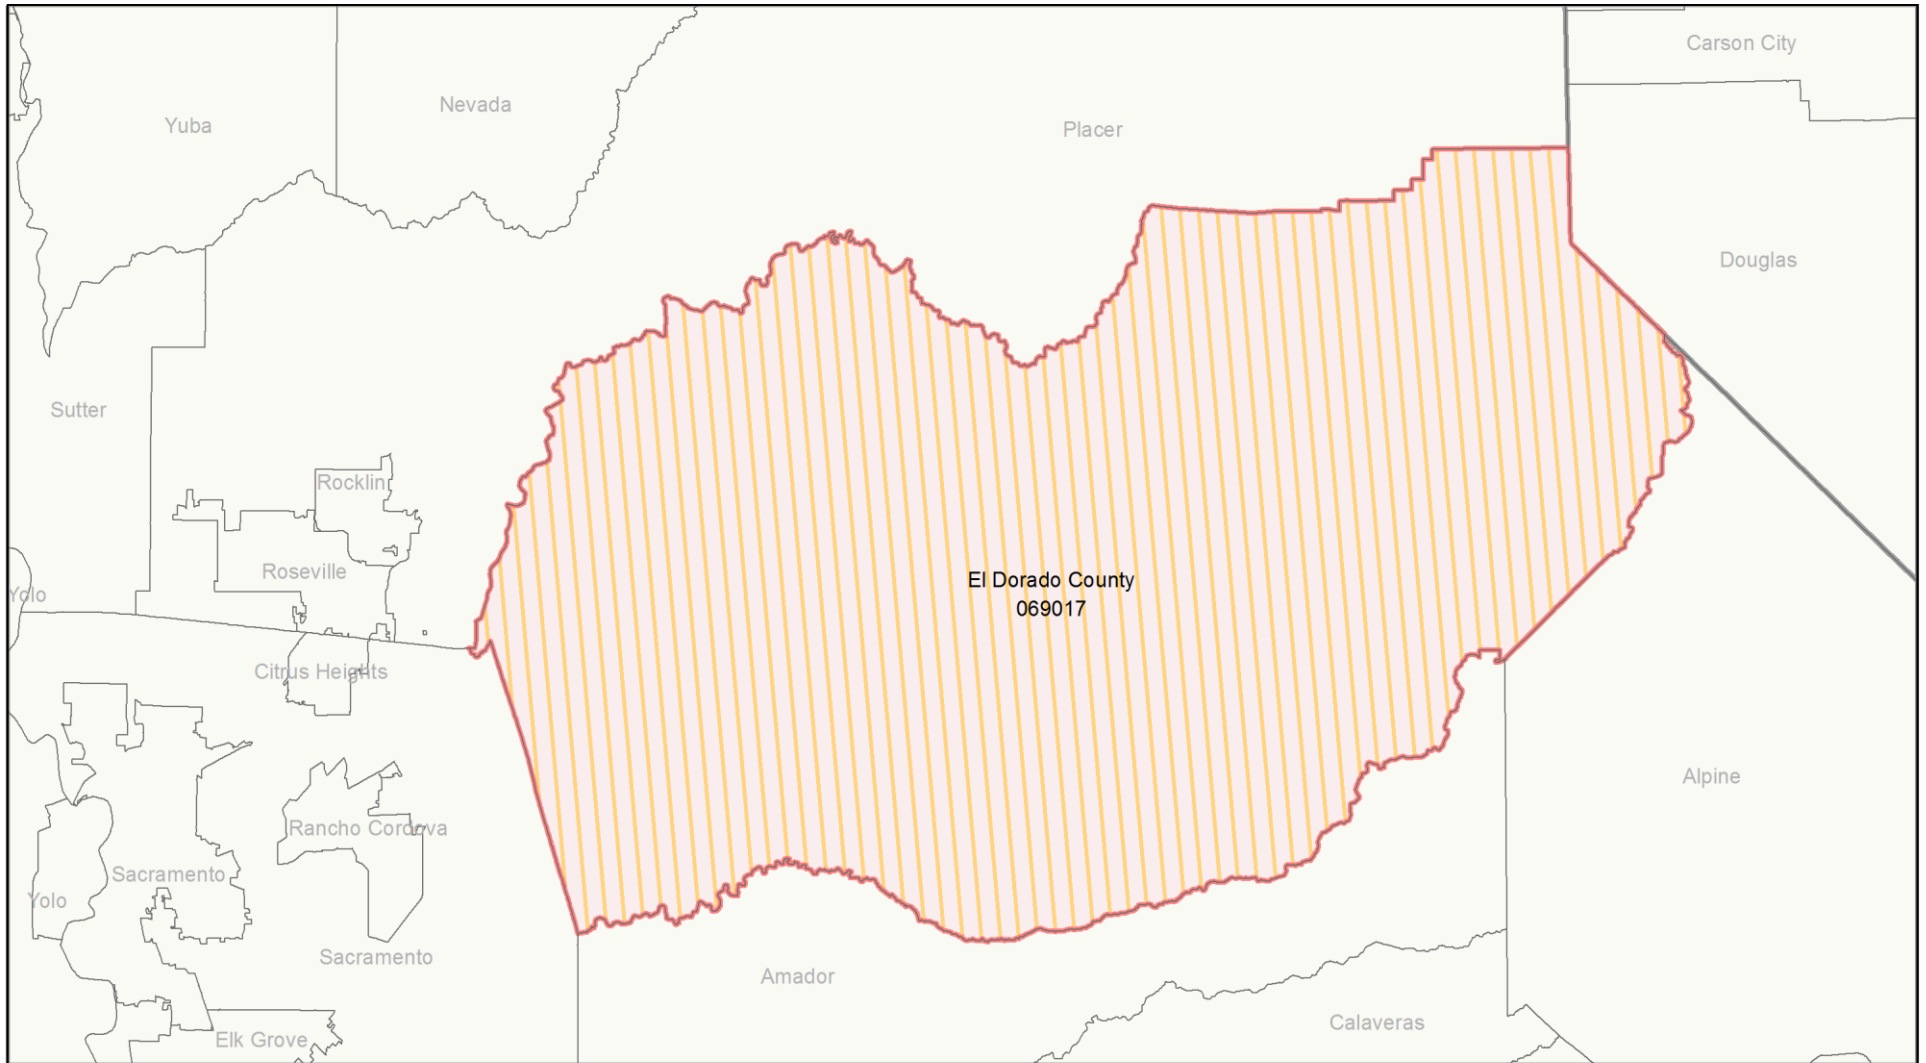 Carson City
Nevada
Yuba
Placer
Douglas
Sutter
Rocklin
Roseville
El Dorado County
069017
Yolo
Citrus Heights
Alpine
Rancho Cordova
Sacramento
Yolo
Sacramento
Amador
Calaveras
Elk Grove